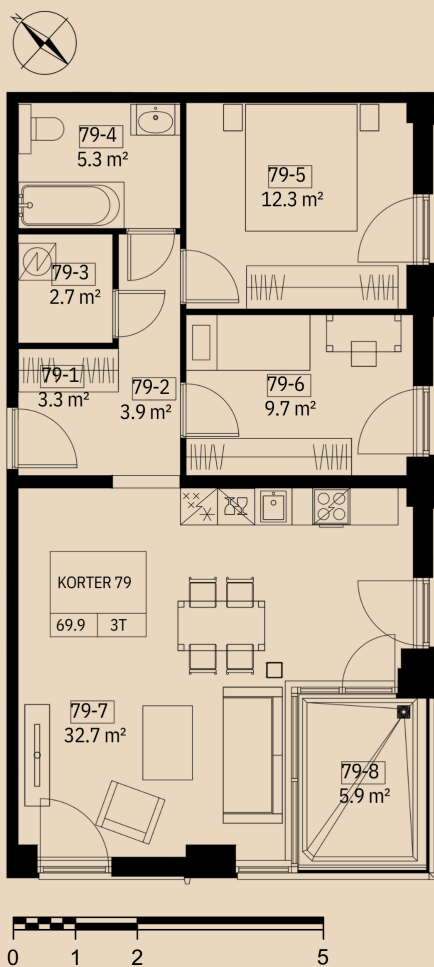 N
79-4
5.3 m²
79-5
12.3 m²
79-3
2.7 m²
79-1
3.3 m²
79-2
3.9 m²
79-6
9.7 m²
KORTER 79
69.9 3T
79-7
32.7 m²
79-8
5.9 m²
0 1 2 5